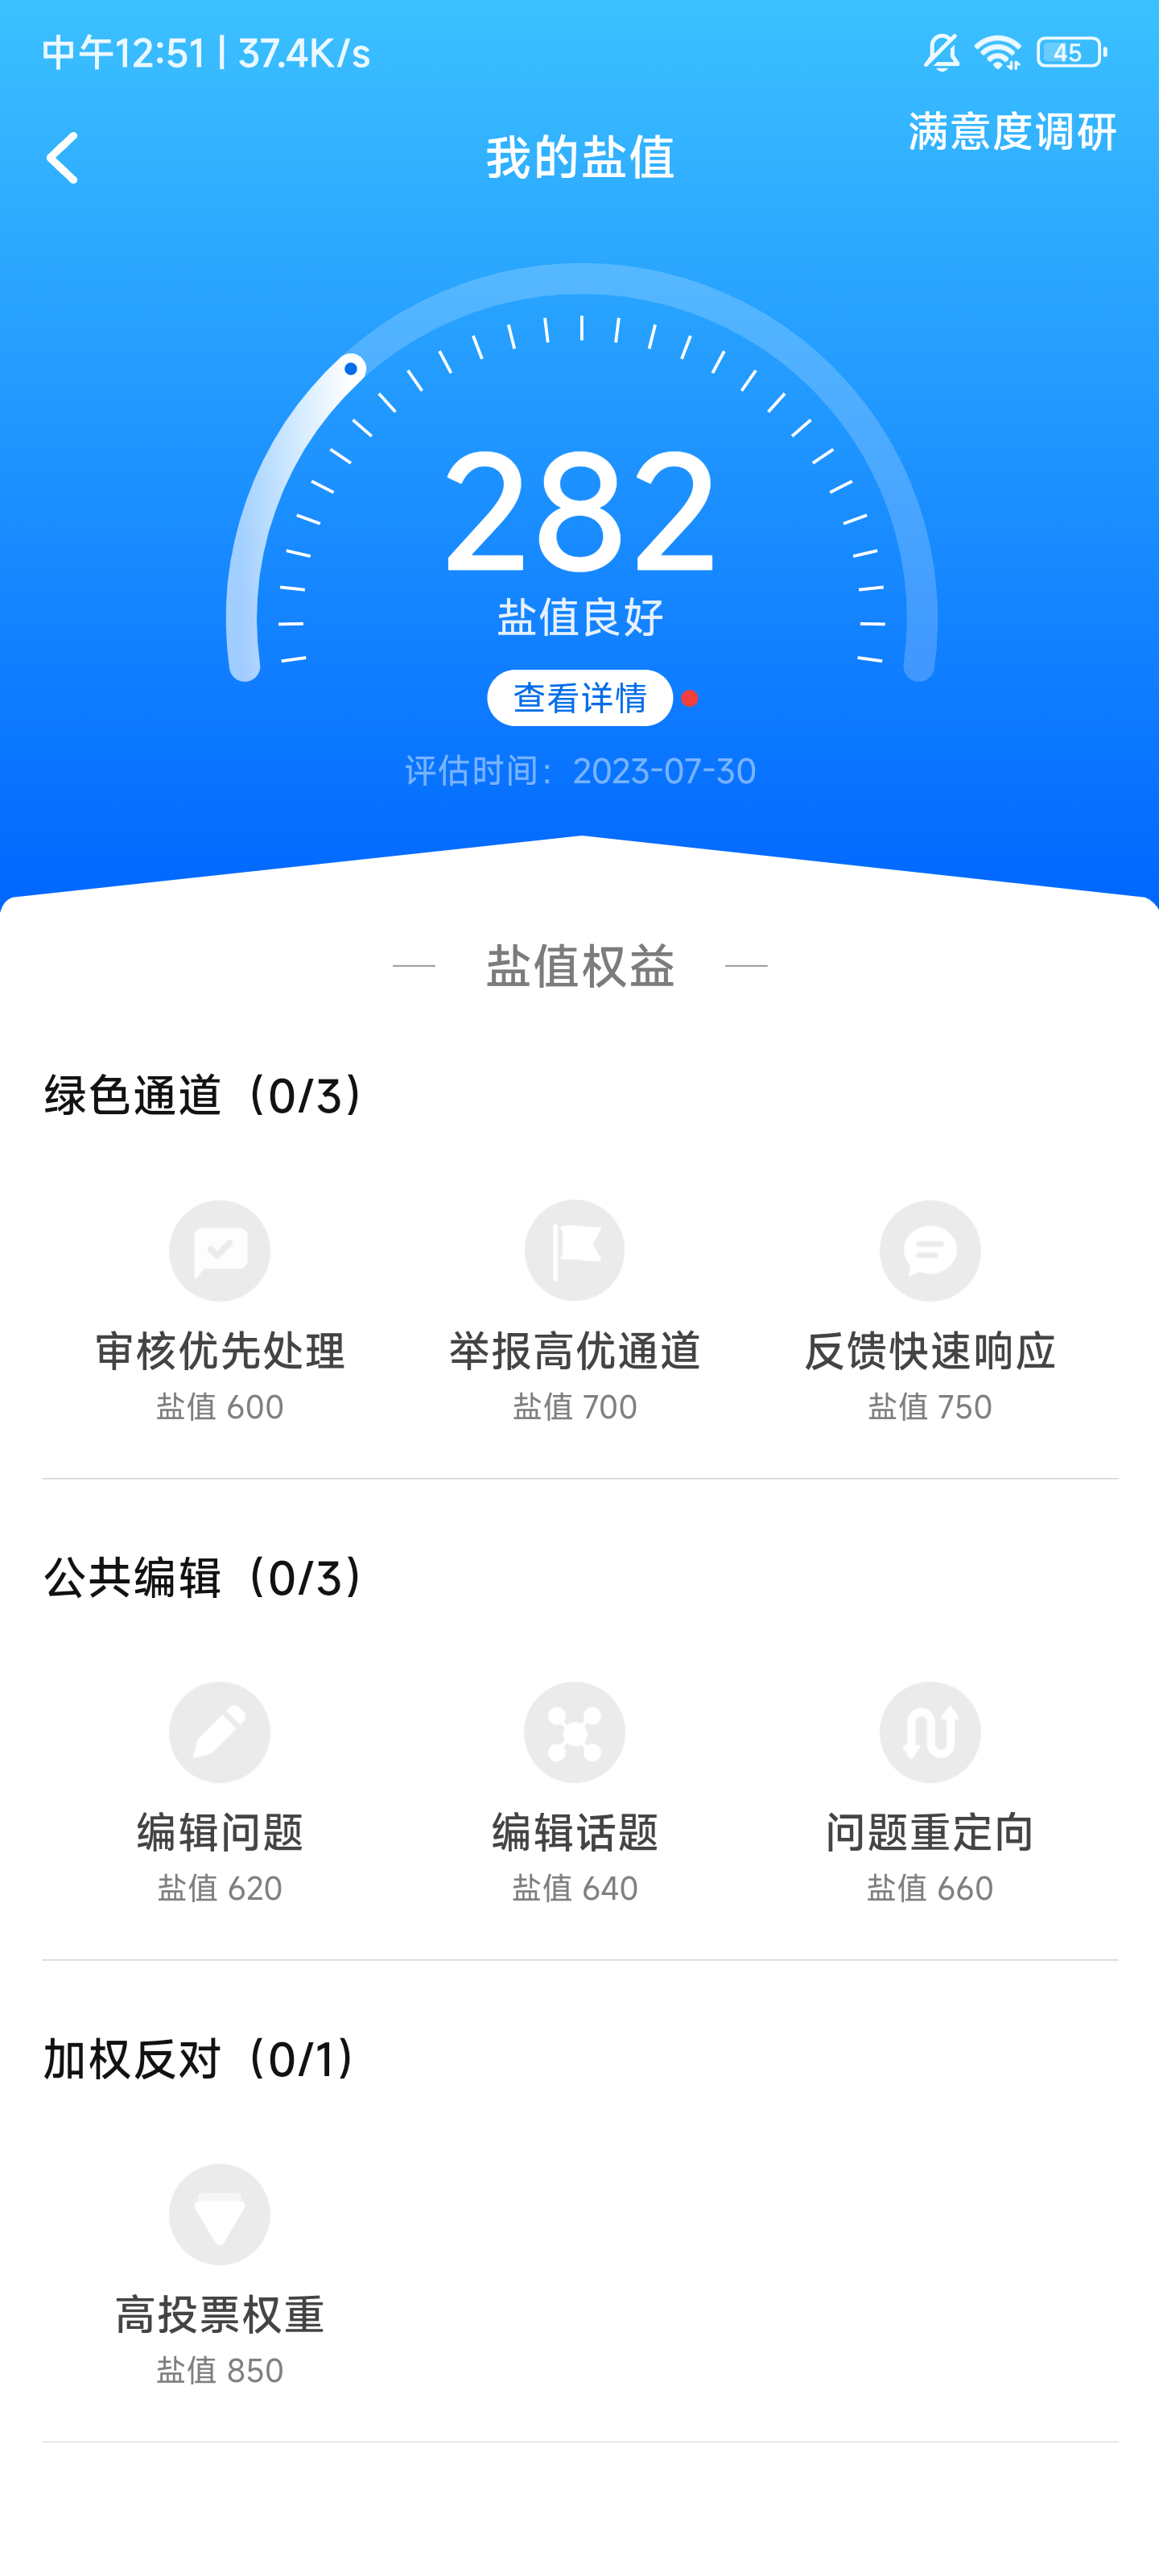 中午12:51 | 37.4K/s
45
满意度调研
我的盐值
282
盐值良好
查看详情
评估时间：2023-07-30
盐值权益
绿色通道（0/3）
审核优先处理 举报高优通道 反馈快速响应
盐值 600 盐值 700 盐值 750
公共编辑（0/3）
编辑问题 编辑话题 问题重定向
盐值 620 盐值 640 盐值 660
加权反对（0/1）
高投票权重
盐值 850